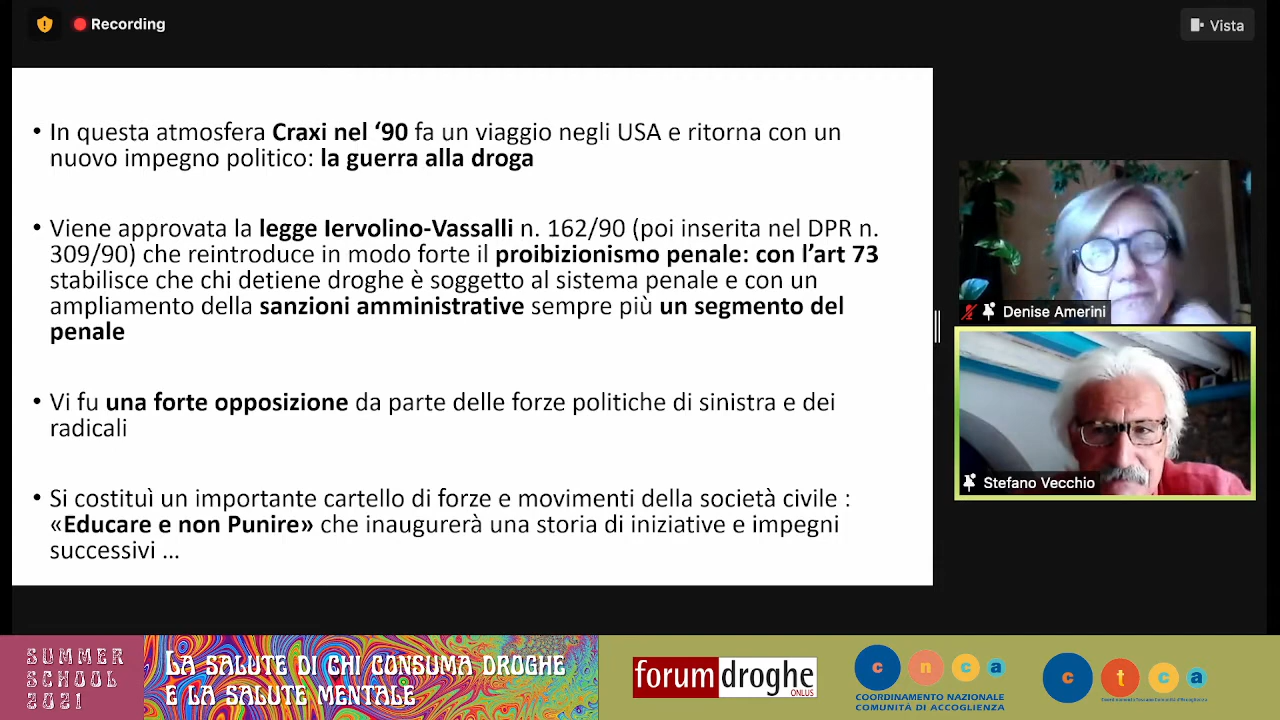 Recording
Vista
• In questa atmosfera Craxi nel ‘90 fa un viaggio negli USA e ritorna con un
nuovo impegno politico: la guerra alla droga
• Viene approvata la legge Iervolino-Vassalli n. 162/90 (poi inserita nel DPR n.
309/90) che reintroduce in modo forte il proibizionismo penale: con l’art 73
stabilisce che chi detiene droghe è soggetto al sistema penale e con un
ampliamento della sanzioni amministrative sempre più un segmento del
penale
• Vi fu una forte opposizione da parte delle forze politiche di sinistra e dei
radicali
• Si costituì un importante cartello di forze e movimenti della società civile :
«Educare e non Punire» che inaugurerà una storia di iniziative e impegni
successivi ...
Denise Amerini
Stefano Vecchio
SUMMER
SCHOOL
2021
LA SALUTE DI CHI CONSUMA DROGHE
E LA SALUTE MENTALE
forumdroghe
ONLUS
c n c a
COORDINAMENTO NAZIONALE
COMUNITÀ DI ACCOGLIENZA
c t c a